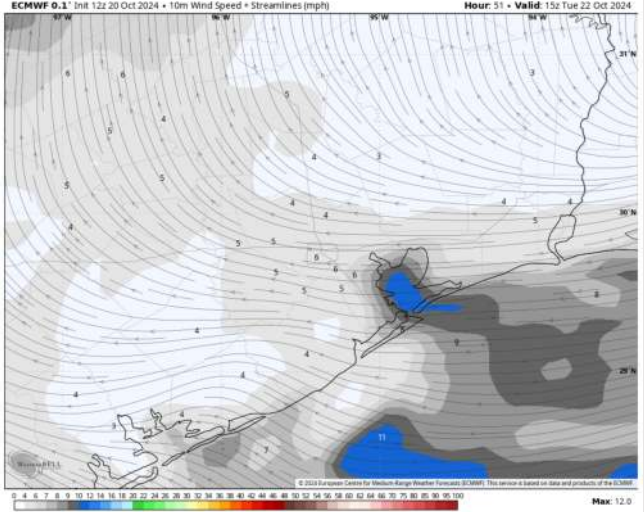 ECMWF 0.1° Init 12z 20 Oct 2024 • 10m Wind Speed + Streamlines (mph) Hour: 51 • Valid: 15z Tue 22 Oct 2024
97°W 96°W 95°W 94°W
31°N
6 6 3
5
4
5
4 3
5 5
4 4 4
30°N
4 5
5 5
6
5 6 6
5 5 8
4
9
4
29°N
4
4
4
9
11
7
WeatherBELL
© 2024 European Centre for Medium-Range Weather Forecasts (ECMWF). This service is based on data and products of the ECMWF.
0 4 6 7 8 9 10 12 14 16 18 20 22 24 26 28 30 32 34 36 38 40 42 44 46 48 50 52 54 56 58 60 65 70 75 80 85 90 95 100
Max: 12.0